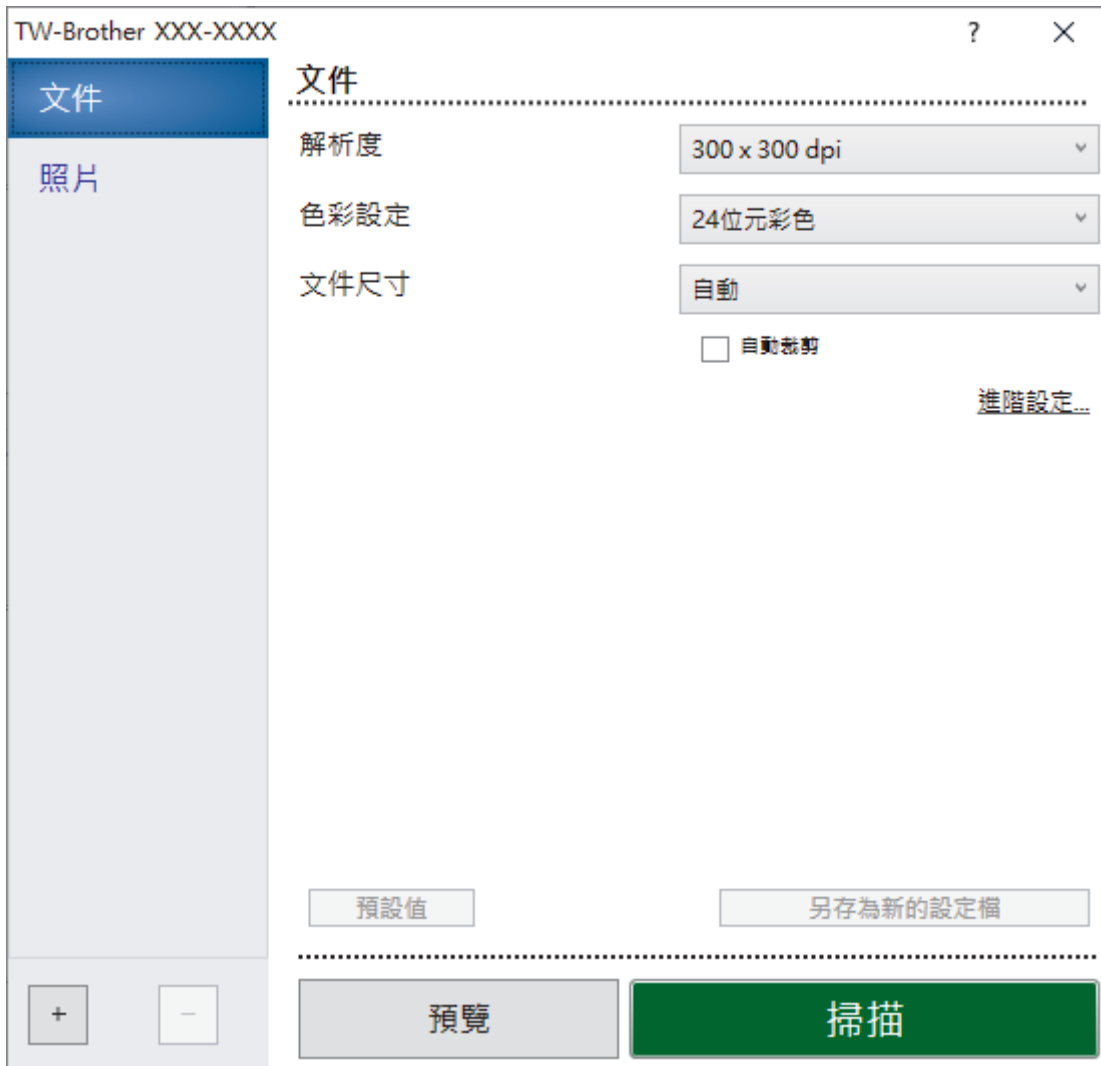 TW-Brother XXX-XXXX
?
文件
照片
文件
解析度
300 x 300 dpi
色彩設定
24位元彩色
文件尺寸
自動
自動裁剪
進階設定...
預設值
另存為新的設定檔
+
−
預覽
掃描